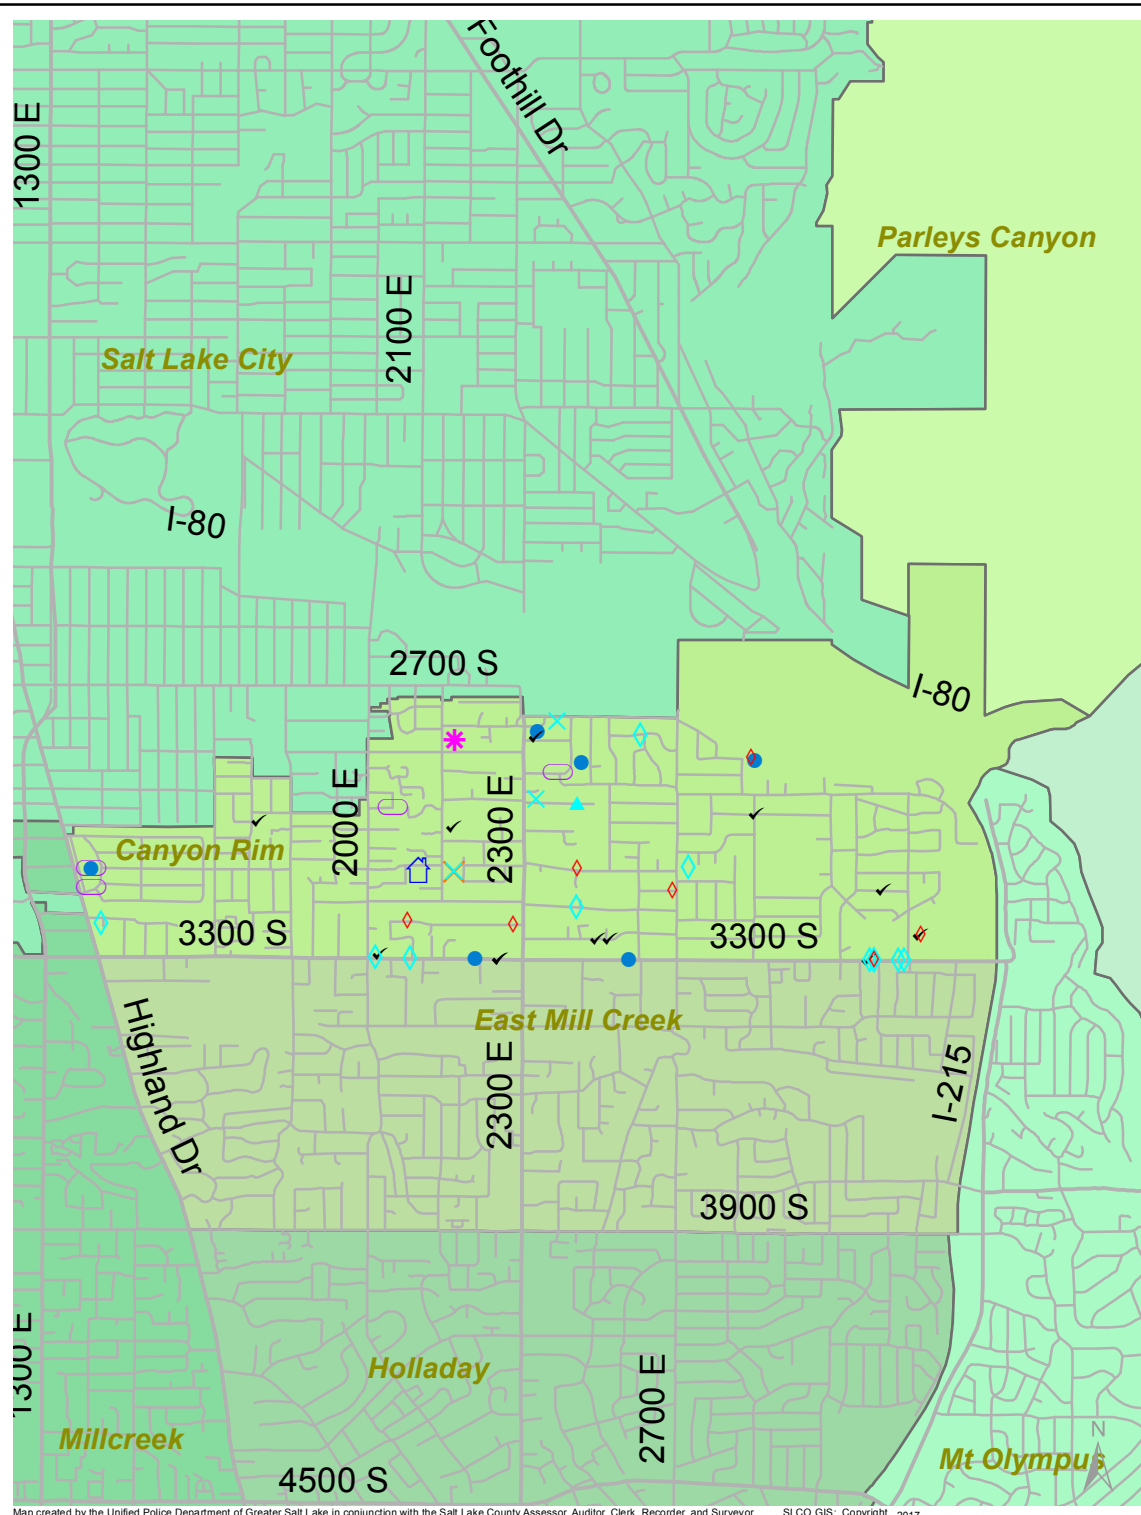 Foothill Dr
1300 E
Parleys Canyon
2100 E
Salt Lake City
I-80
2700 S
I-80
2000 E
2300 E
Canyon Rim
3300 S
3300 S
East Mill Creek
Highland Dr
2300 E
I-215
3900 S
1300 E
Holladay
2700 E
Millcreek
N
Mt Olympus
4500 S
Map created by the Unified Police Department of Greater Salt Lake in conjunction with the Salt Lake County Assessor, Auditor, Clerk, Recorder, and Surveyor SLCO GIS: Copyright 2017